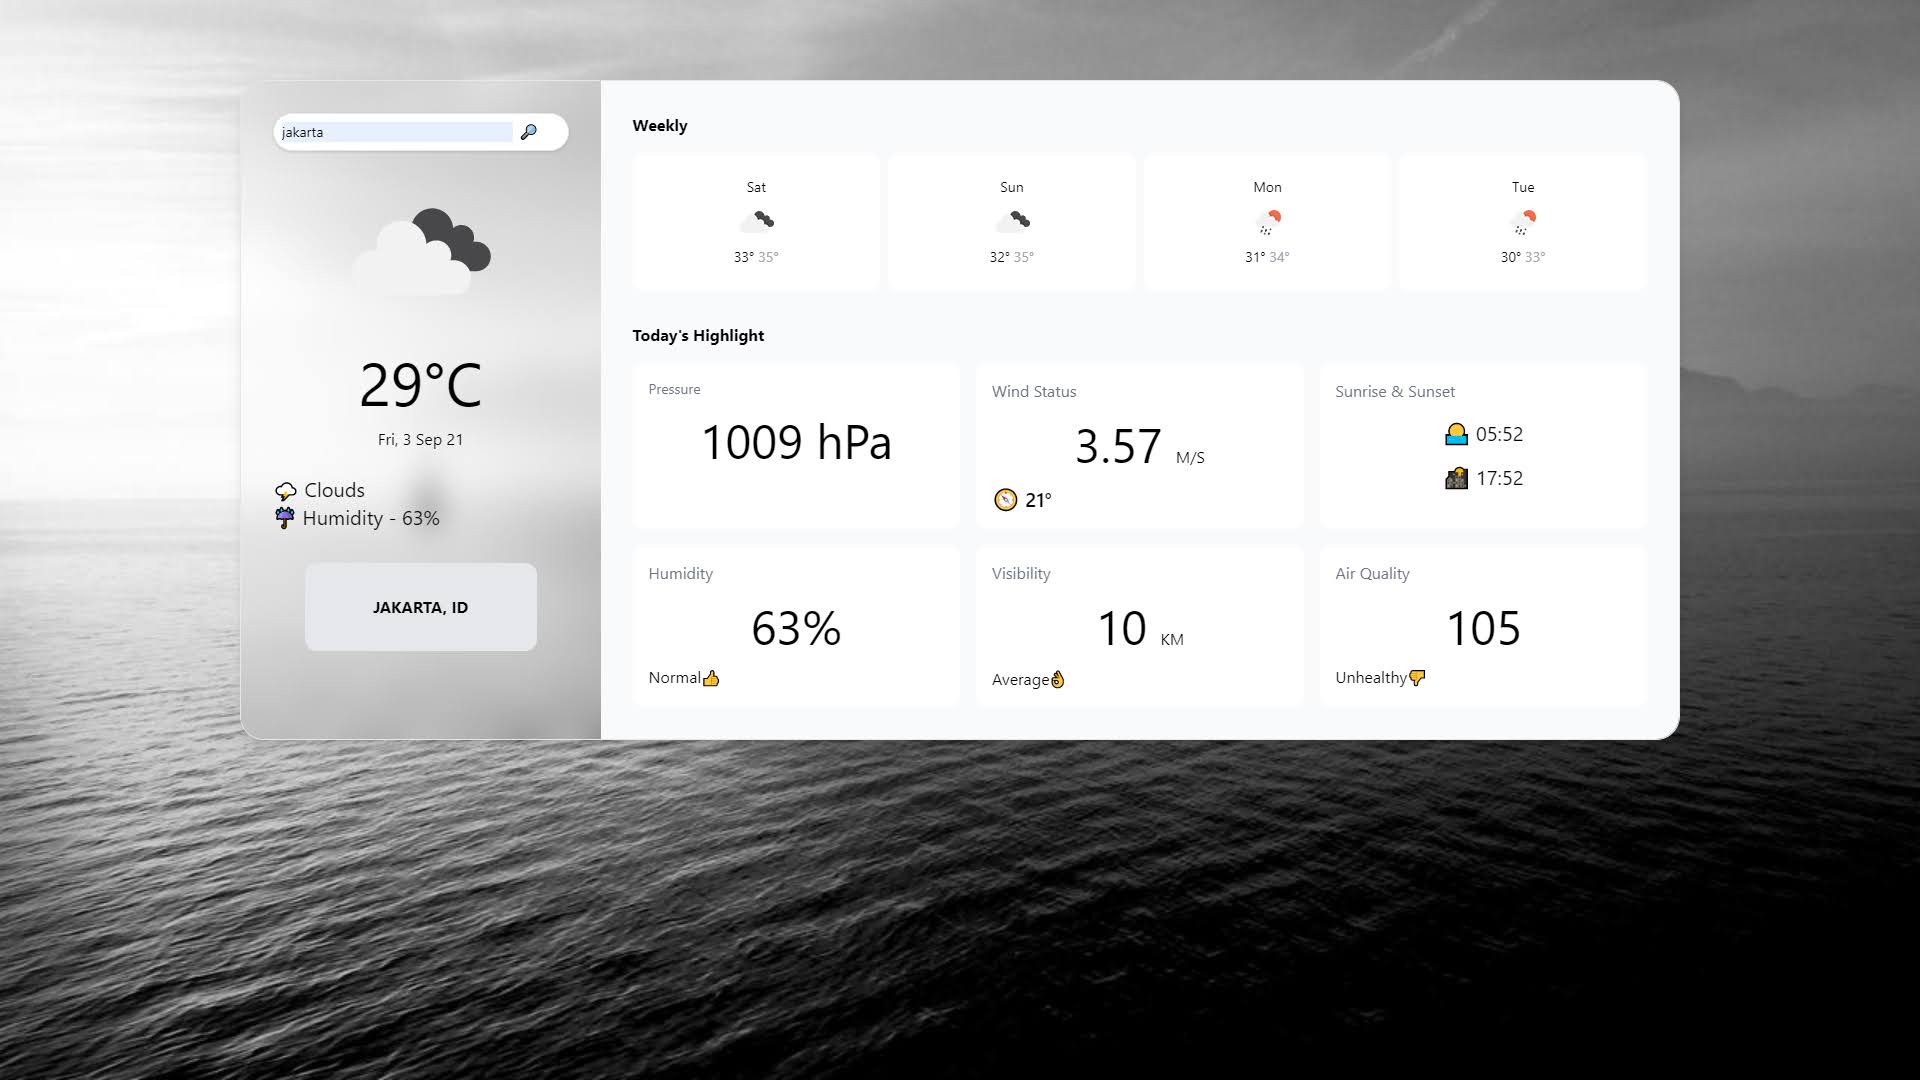 jakarta
29°C
Fri, 3 Sep 21
Clouds
Humidity - 63%
JAKARTA, ID
Weekly
Sat
33° 35°
Sun
32° 35°
Mon
31° 34°
Tue
30° 33°
Today's Highlight
Pressure
1009 hPa
Wind Status
3.57 M/S
21°
Sunrise & Sunset
05:52
17:52
Humidity
63%
Normal👍
Visibility
10 KM
Average👌
Air Quality
105
Unhealthy👎